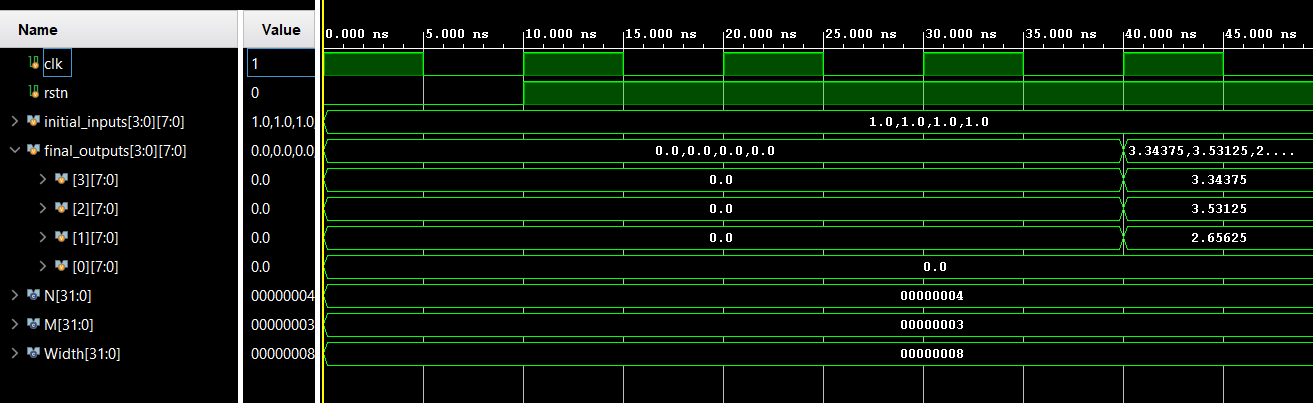 Name Value
0.000 ns 5.000 ns 10.000 ns 15.000 ns 20.000 ns 25.000 ns 30.000 ns 35.000 ns 40.000 ns 45.000 ns
clk 1
rstn 0
initial_inputs[3:0][7:0] 1.0,1.0,1.0, 1.0,1.0,1.0,1.0
final_outputs[3:0][7:0] 0.0,0.0,0.0, 0.0,0.0,0.0,0.0 3.34375,3.53125,2....
[3][7:0] 0.0 0.0 3.34375
[2][7:0] 0.0 0.0 3.53125
[1][7:0] 0.0 0.0 2.65625
[0][7:0] 0.0 0.0
N[31:0] 00000004 00000004
M[31:0] 00000003 00000003
Width[31:0] 00000008 00000008